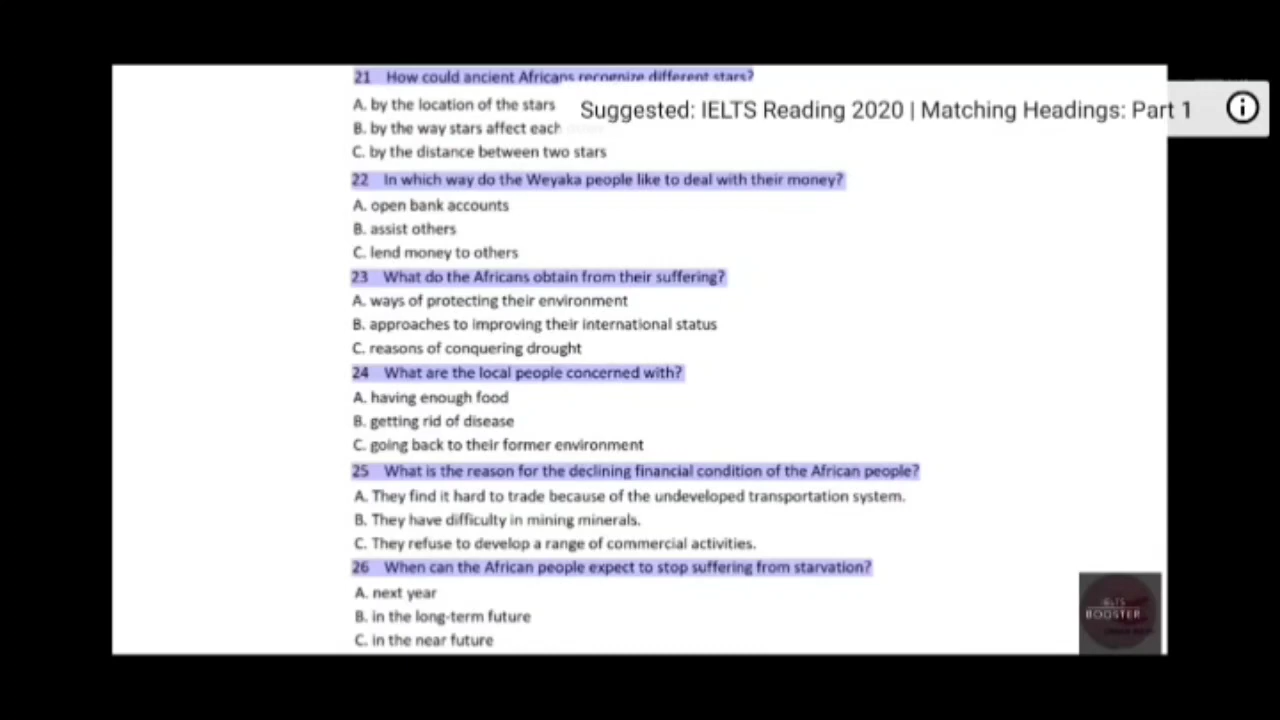 21 How could ancient Africans recognize different stars?
Suggested: IELTS Reading 2020 | Matching Headings: Part 1
A. by the location of the stars
B. by the way stars affect each
C. by the distance between two stars
22 In which way do the Weyaka people like to deal with their money?
A. open bank accounts
B. assist others
C. lend money to others
23 What do the Africans obtain from their suffering?
A. ways of protecting their environment
B. approaches to improving their international status
C. reasons of conquering drought
24 What are the local people concerned with?
A. having enough food
B. getting rid of disease
C. going back to their former environment
25 What is the reason for the declining financial condition of the African people?
A. They find it hard to trade because of the undeveloped transportation system.
B. They have difficulty in mining minerals.
C. They refuse to develop a range of commercial activities.
26 When can the African people expect to stop suffering from starvation?
A. next year
B. in the long-term future
C. in the near future
IELTS
BOOSTER